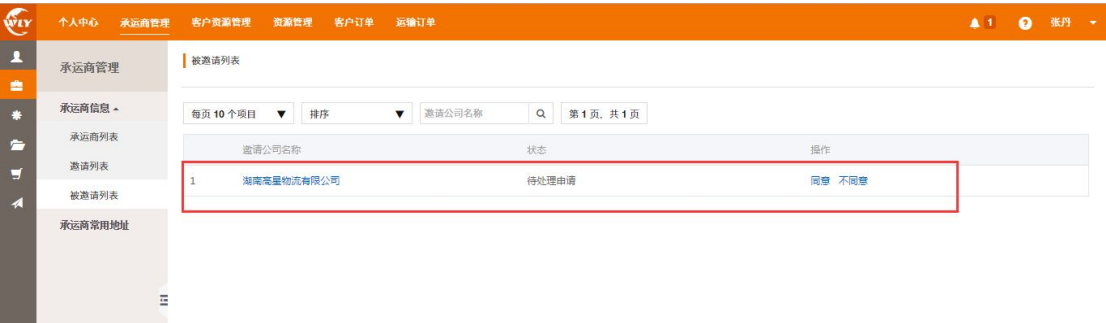 WLY 个人中心 承运商管理 客户资源管理 资源管理 客户订单 运输订单 1 ? 张丹
承运商管理
被邀请列表
承运商信息
每页 10 个项目 ▼ 排序 ▼ 邀请公司名称 第 1 页, 共 1 页
承运商列表
邀请公司名称 状态 操作
邀请列表
1 湖南高星物流有限公司 待处理申请 同意 不同意
被邀请列表
承运商常用地址